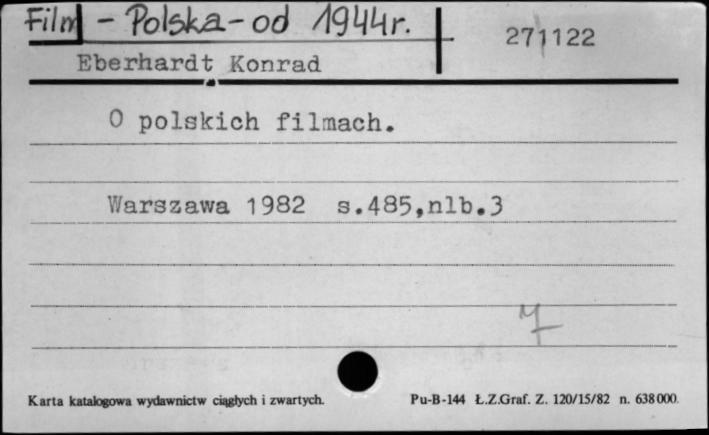 Film - Polska - od 1944r.
271122
Eberhardt Konrad
O polskich filmach.
Warszawa 1982 s.485,nlb.3
Karta katalogowa wydawnictw ciągłych i zwartych.
Pu-B-144 Ł.Z.Graf. Z. 120/15/82 n. 638000.